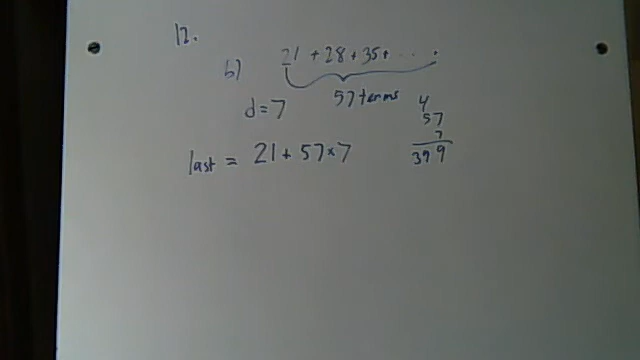 12.
b) 21 + 28 + 35 + . . . .
57 terms
d = 7
4
57
7
399
last = 21 + 57 × 7